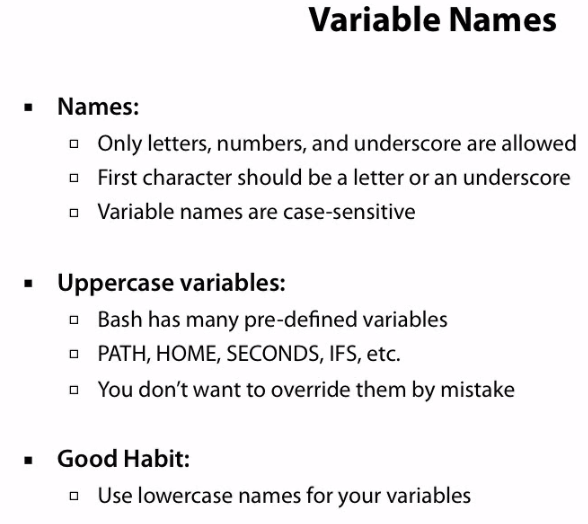 Variable Names
Names:
Only letters, numbers, and underscore are allowed
First character should be a letter or an underscore
Variable names are case-sensitive
Uppercase variables:
Bash has many pre-defined variables
PATH, HOME, SECONDS, IFS, etc.
You don’t want to override them by mistake
Good Habit:
Use lowercase names for your variables